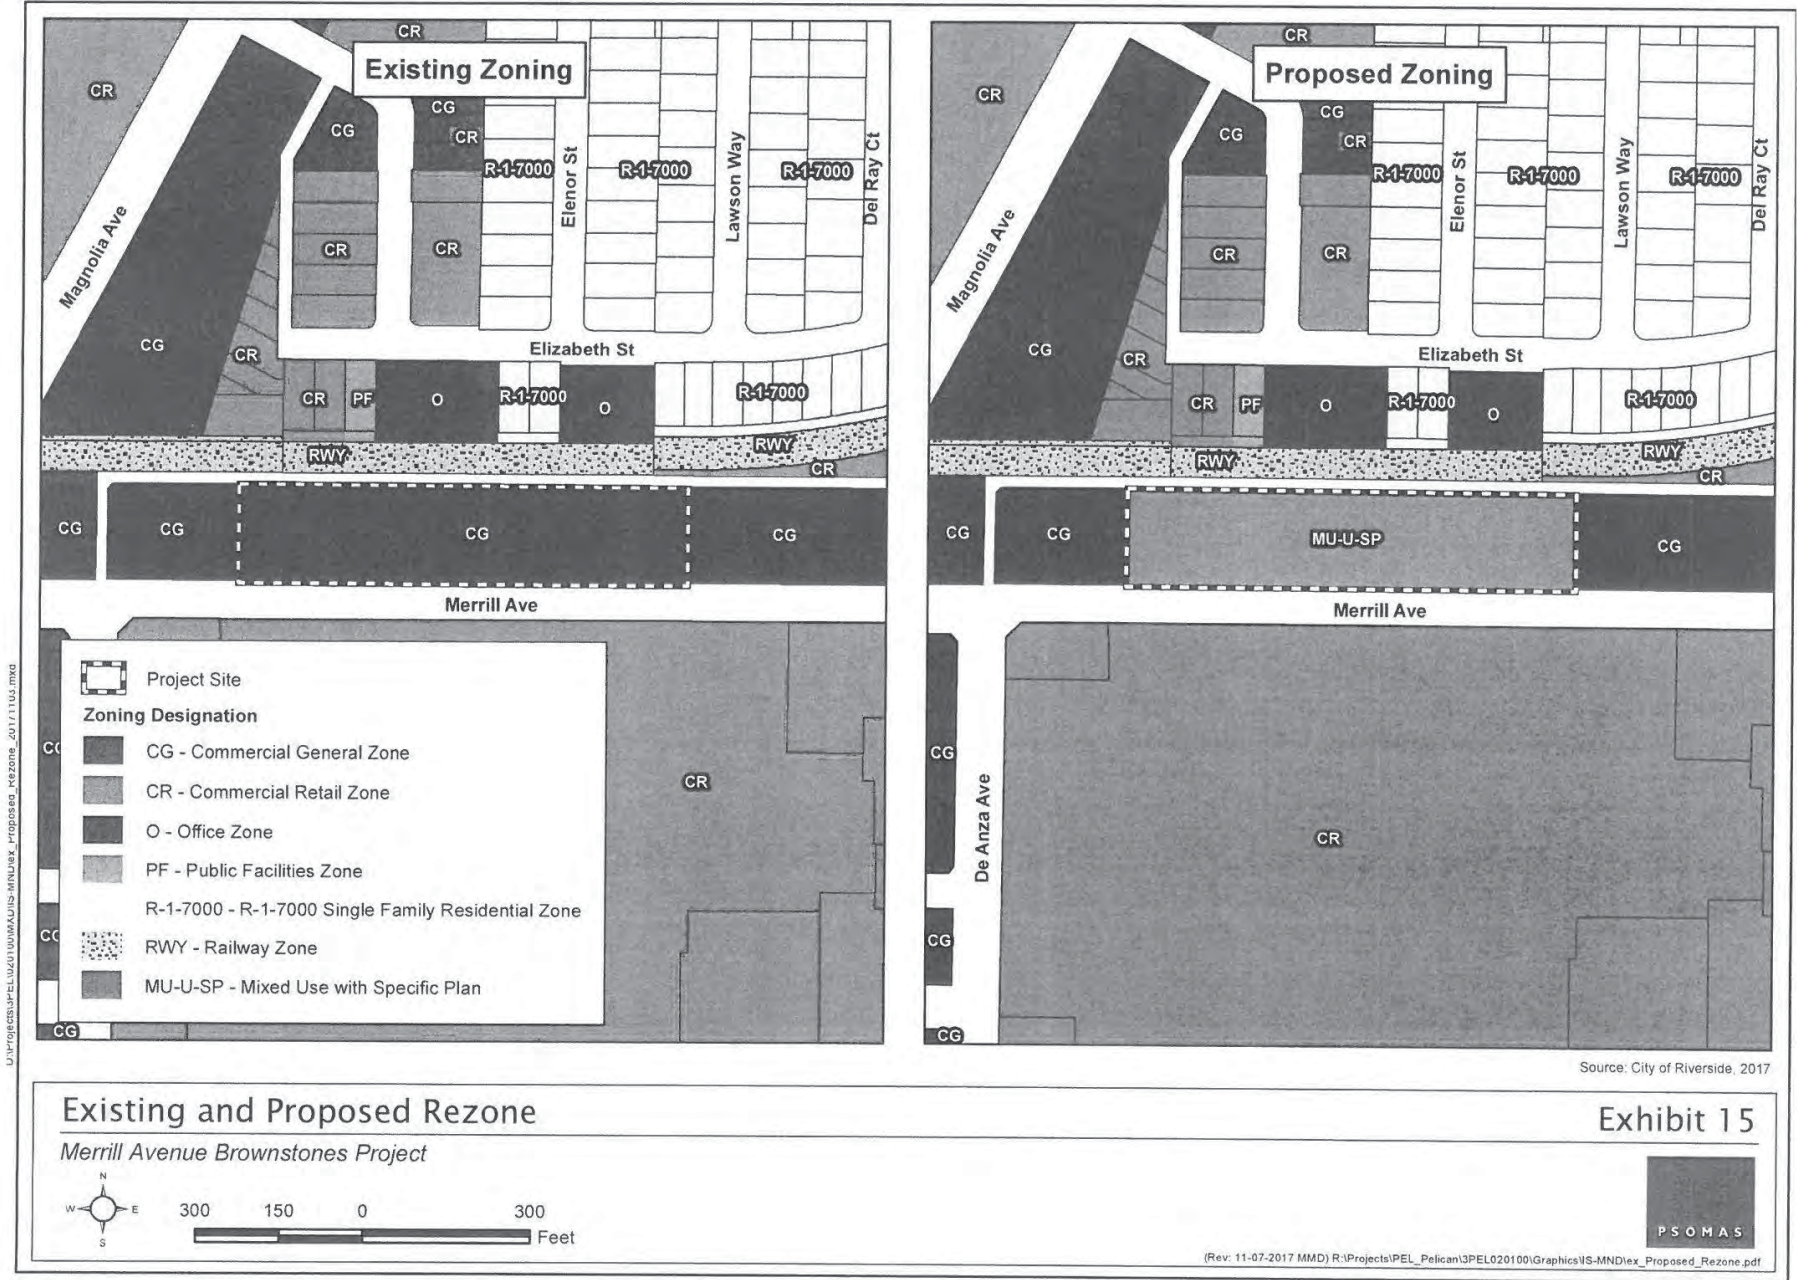 Existing Zoning
CR
CR
CG
CG
CR
R-1-7000
Elenor St
R-1-7000
Lawson Way
R-1-7000
Del Ray Ct
Magnolia Ave
CR
CR
CG
CR
Elizabeth St
CR
PF
O
R-1-7000
O
R-1-7000
RWY
RWY
CR
CG
CG
CG
CG
Merrill Ave
CR
CG
Project Site
Zoning Designation
CG - Commercial General Zone
CR - Commercial Retail Zone
O - Office Zone
PF - Public Facilities Zone
R-1-7000 - R-1-7000 Single Family Residential Zone
RWY - Railway Zone
MU-U-SP - Mixed Use with Specific Plan
Proposed Zoning
CR
CR
CG
CG
CR
R-1-7000
Elenor St
R-1-7000
Lawson Way
R-1-7000
Del Ray Ct
Magnolia Ave
CR
CR
CG
CR
Elizabeth St
CR
PF
O
R-1-7000
O
R-1-7000
RWY
RWY
CR
CG
CG
MU-U-SP
CG
Merrill Ave
CG
De Anza Ave
CR
CG
CG
Source: City of Riverside, 2017
Existing and Proposed Rezone
Exhibit 15
Merrill Avenue Brownstones Project
N
W
E
S
300 150 0 300
Feet
PSOMAS
(Rev: 11-07-2017 MMD) R:\Projects\PEL_Pelican\3PEL020100\Graphics\IS-MND\ex_Proposed_Rezone.pdf